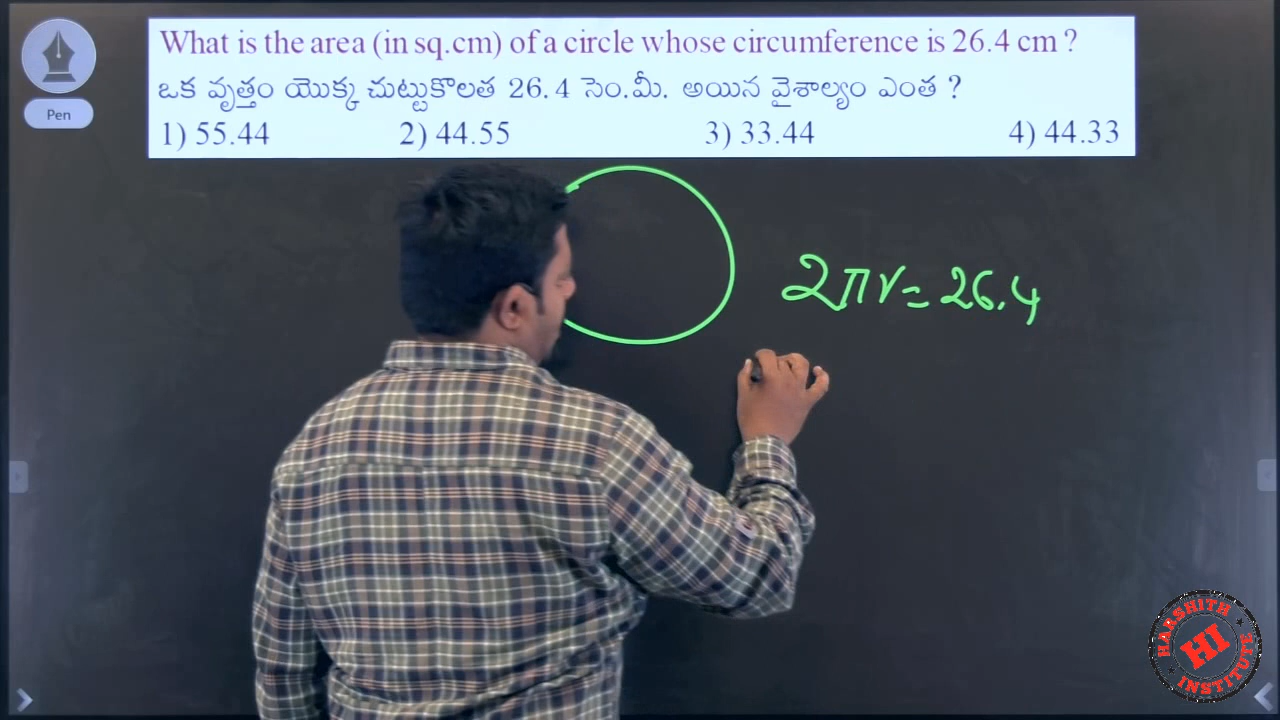 Pen
What is the area (in sq.cm) of a circle whose circumference is 26.4 cm ?
ఒక వృత్తం యొక్క చుట్టుకొలత 26.4 సెం.మీ. అయిన వైశాల్యం ఎంత ?
1) 55.44 2) 44.55 3) 33.44 4) 44.33
2πr = 26.4
HARSHITH
HI
INSTITUTE